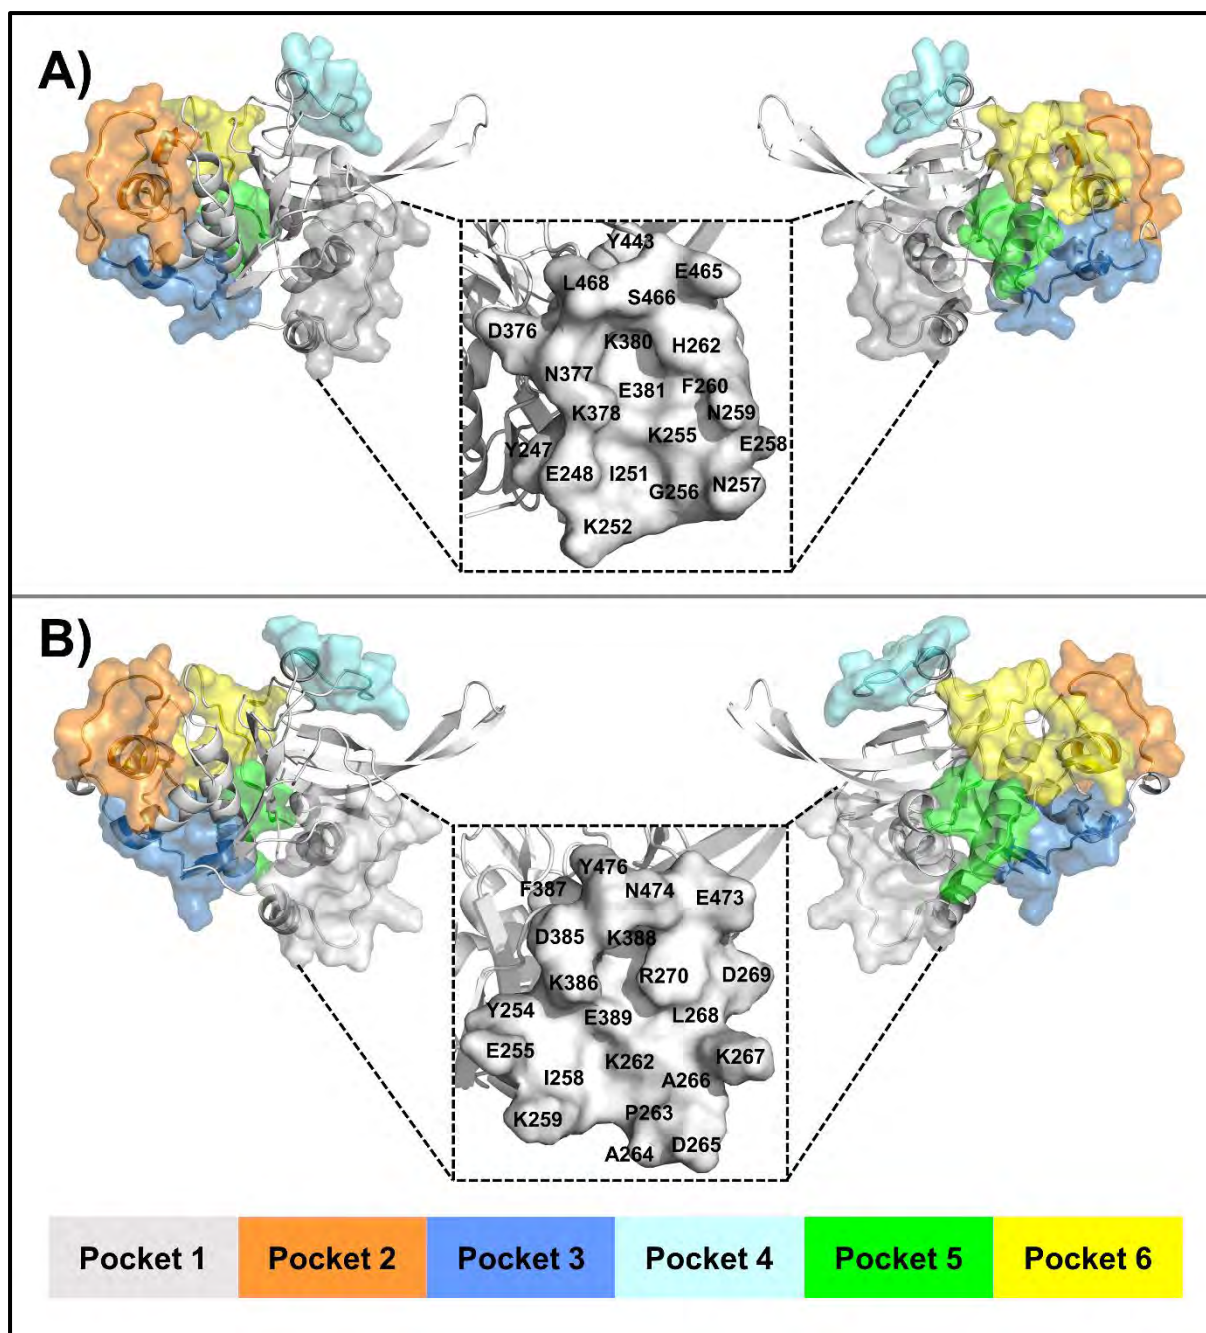 A)
Y443
L468 E465
S466
D376 K380 H262
N377 E381 F260
K378 N259
Y247 K255 E258
E248 I251 G256 N257
K252
B)
Y476
F387 N474 E473
D385 K388
K386 R270 D269
Y254 E389 L268
E255 K262 K267
I258 A266
K259 P263
A264 D265
Pocket 1 Pocket 2 Pocket 3 Pocket 4 Pocket 5 Pocket 6